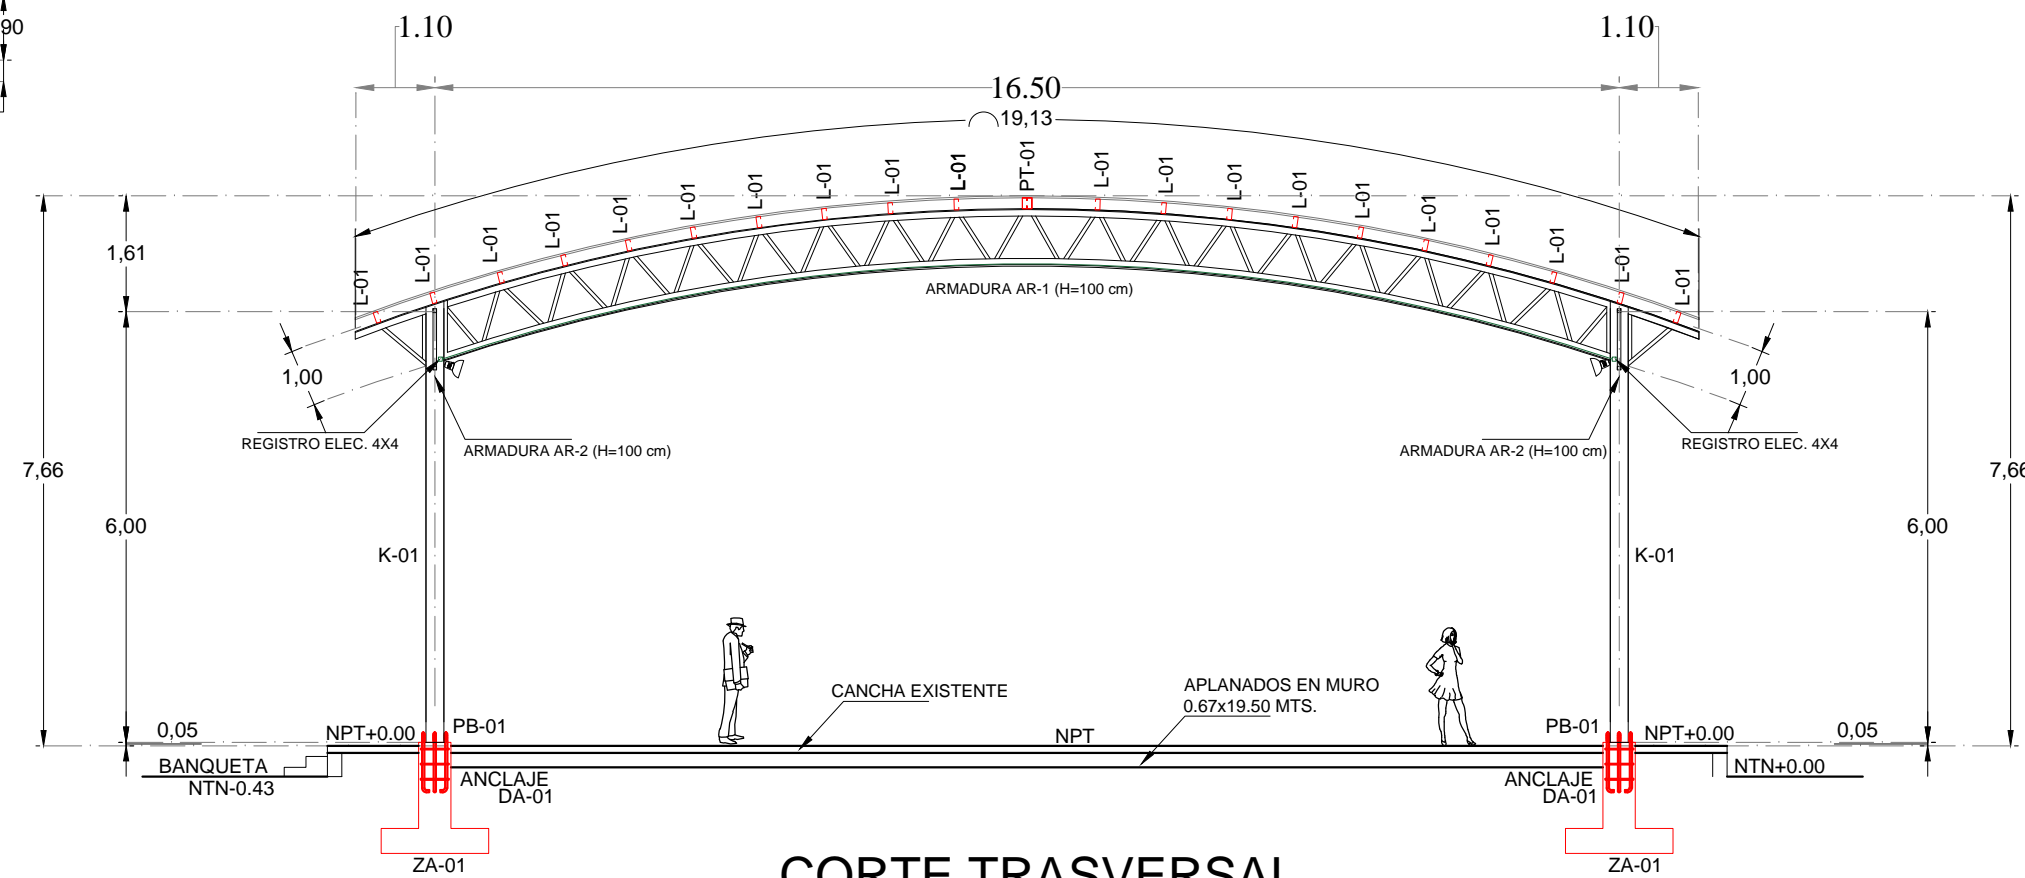 90
1.10
1.10
16.50
19,13
L-01
L-01
L-01
L-01
L-01
L-01
L-01
L-01
L-01
L-01
PT-01
L-01
L-01
L-01
L-01
L-01
L-01
L-01
L-01
L-01
L-01
1,61
ARMADURA AR-1 (H=100 cm)
1,00
1,00
REGISTRO ELEC. 4X4
ARMADURA AR-2 (H=100 cm)
ARMADURA AR-2 (H=100 cm)
REGISTRO ELEC. 4X4
7,66
7,66
6,00
6,00
K-01
K-01
CANCHA EXISTENTE
APLANADOS EN MURO
0.67x19.50 MTS.
0,05
NPT+0.00
PB-01
NPT
PB-01
NPT+0.00
0,05
BANQUETA
NTN-0.43
ANCLAJE
DA-01
ANCLAJE
DA-01
NTN+0.00
ZA-01
ZA-01
CORTE TRASVERSAL